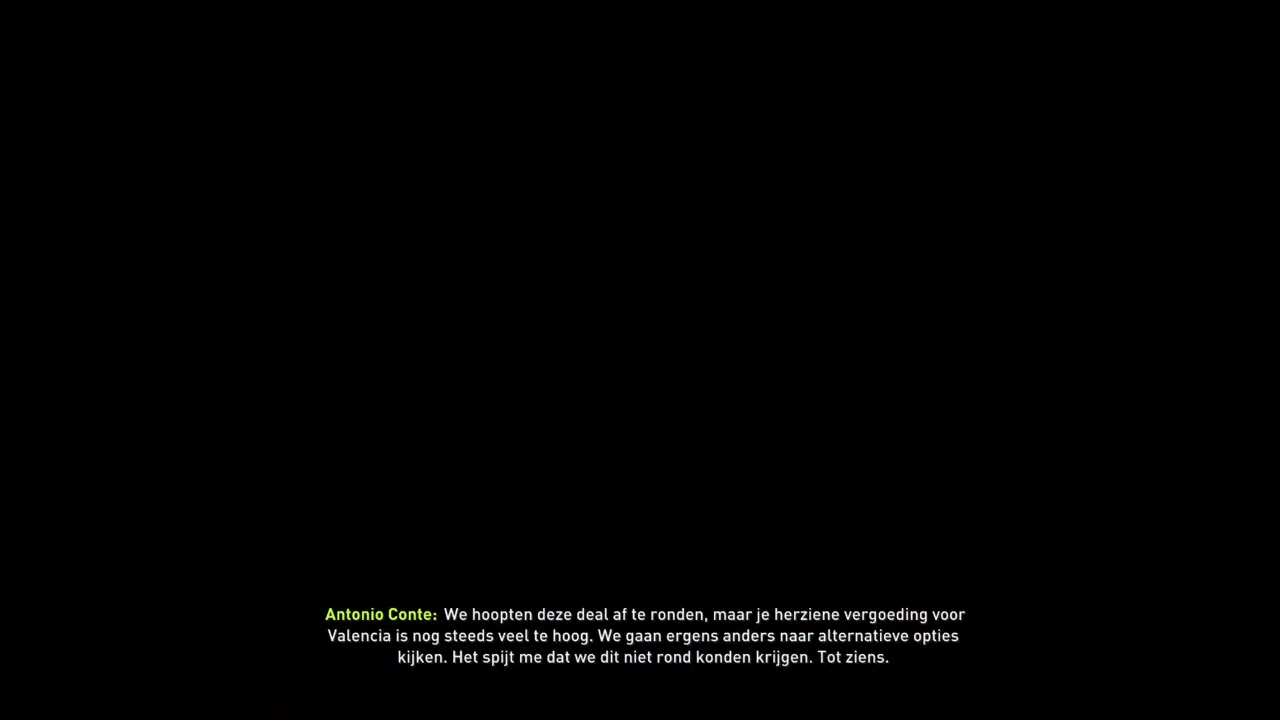 Antonio Conte: We hoopten deze deal af te ronden, maar je herziene vergoeding voor
Valencia is nog steeds veel te hoog. We gaan ergens anders naar alternatieve opties
kijken. Het spijt me dat we dit niet rond konden krijgen. Tot ziens.